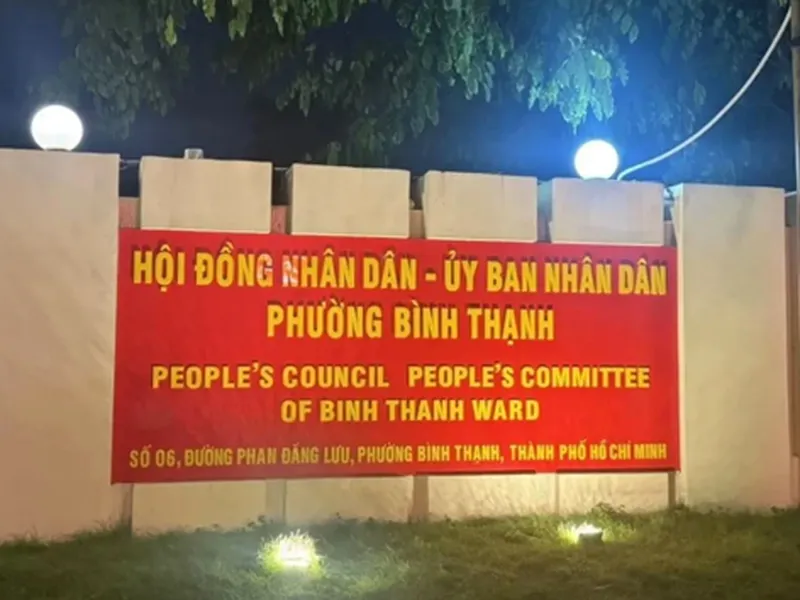 HỘI ĐỒNG NHÂN DÂN - ỦY BAN NHÂN DÂN
PHƯỜNG BÌNH THẠNH
PEOPLE'S COUNCIL PEOPLE'S COMMITTEE
OF BINH THANH WARD
SỐ 06, ĐƯỜNG PHAN ĐĂNG LƯU, PHƯỜNG BÌNH THẠNH, THÀNH PHỐ HỒ CHÍ MINH